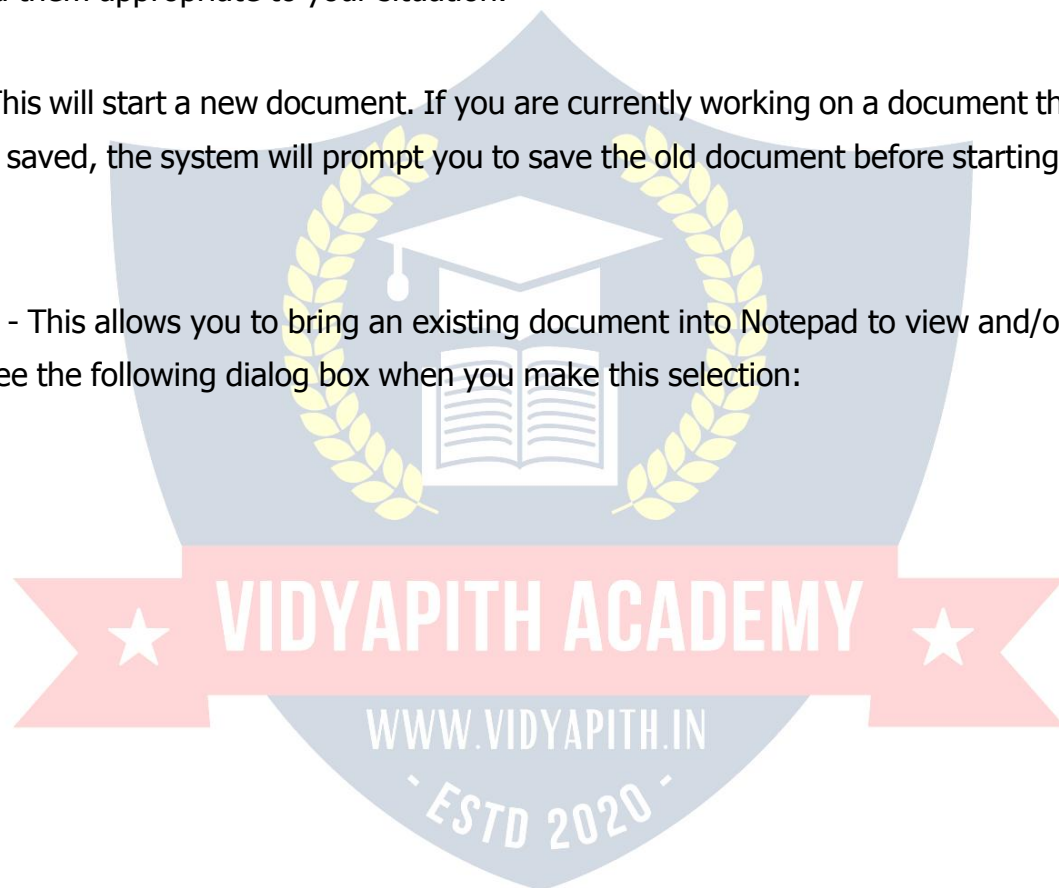 them appropriate to your situation.
This will start a new document. If you are currently working on a document
saved, the system will prompt you to save the old document before starting
- This allows you to bring an existing document into Notepad to view and/o
the following dialog box when you make this selection:
VIDYAPITH ACADEMY
WWW.VIDYAPITH.IN
- ESTD 2020 -